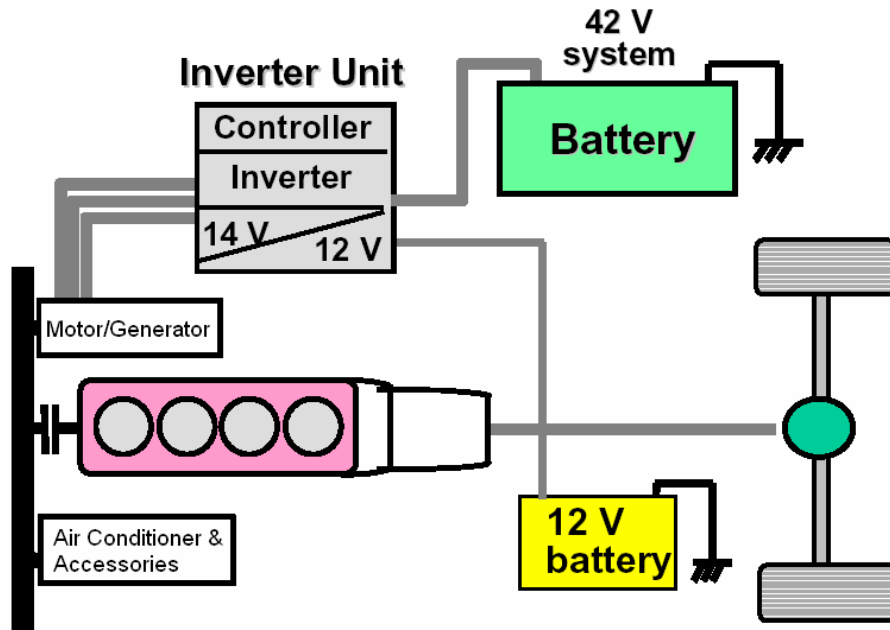 42 V
system
Inverter Unit
Controller
Battery
Inverter
14 V
12 V
Motor/Generator
12 V
battery
Air Conditioner &
Accessories